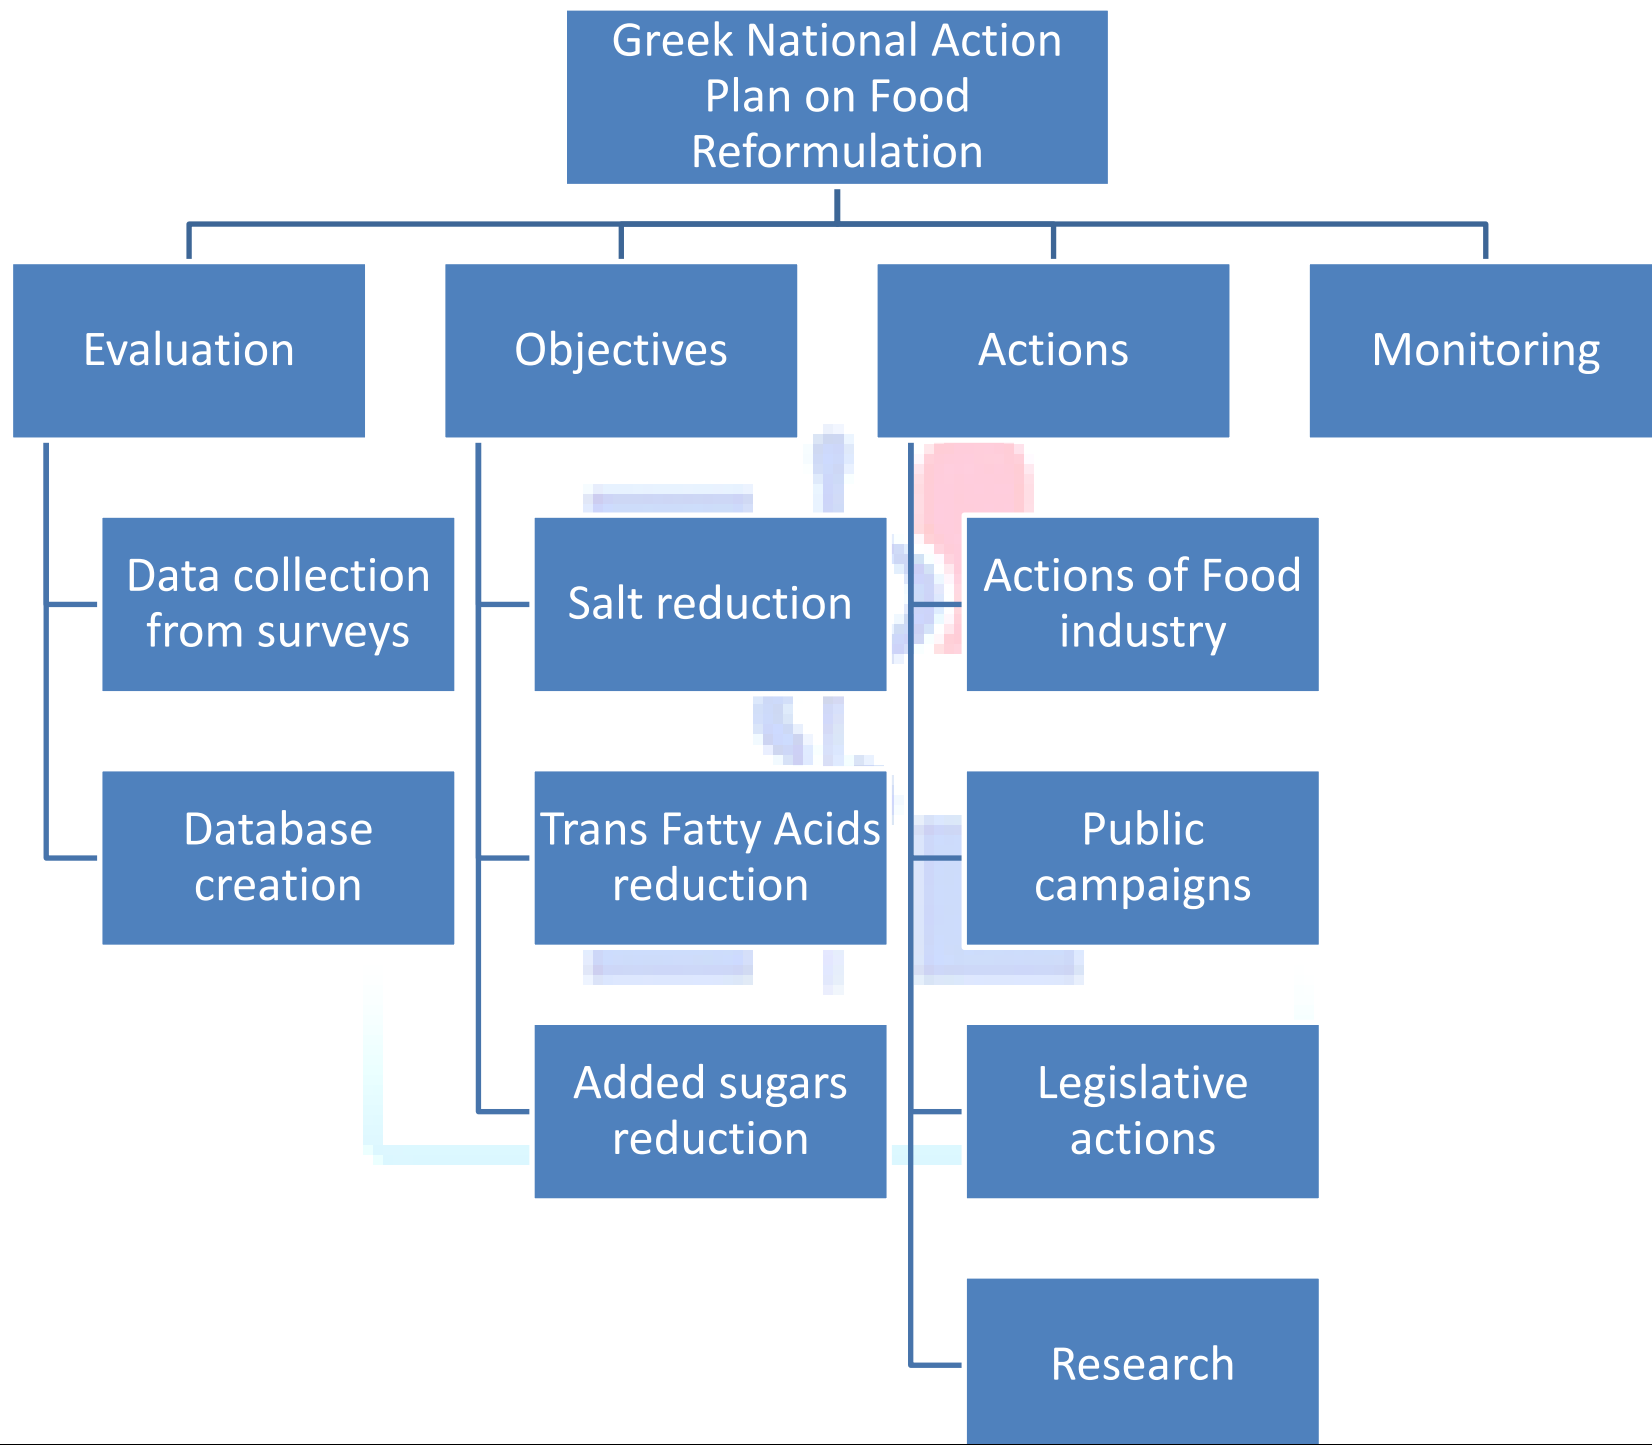 Greek National Action
Plan on Food
Reformulation
Evaluation
Objectives
Actions
Monitoring
Data collection
from surveys
Database
creation
Salt reduction
Trans Fatty Acids
reduction
Added sugars
reduction
Actions of Food
industry
Public
campaigns
Legislative
actions
Research